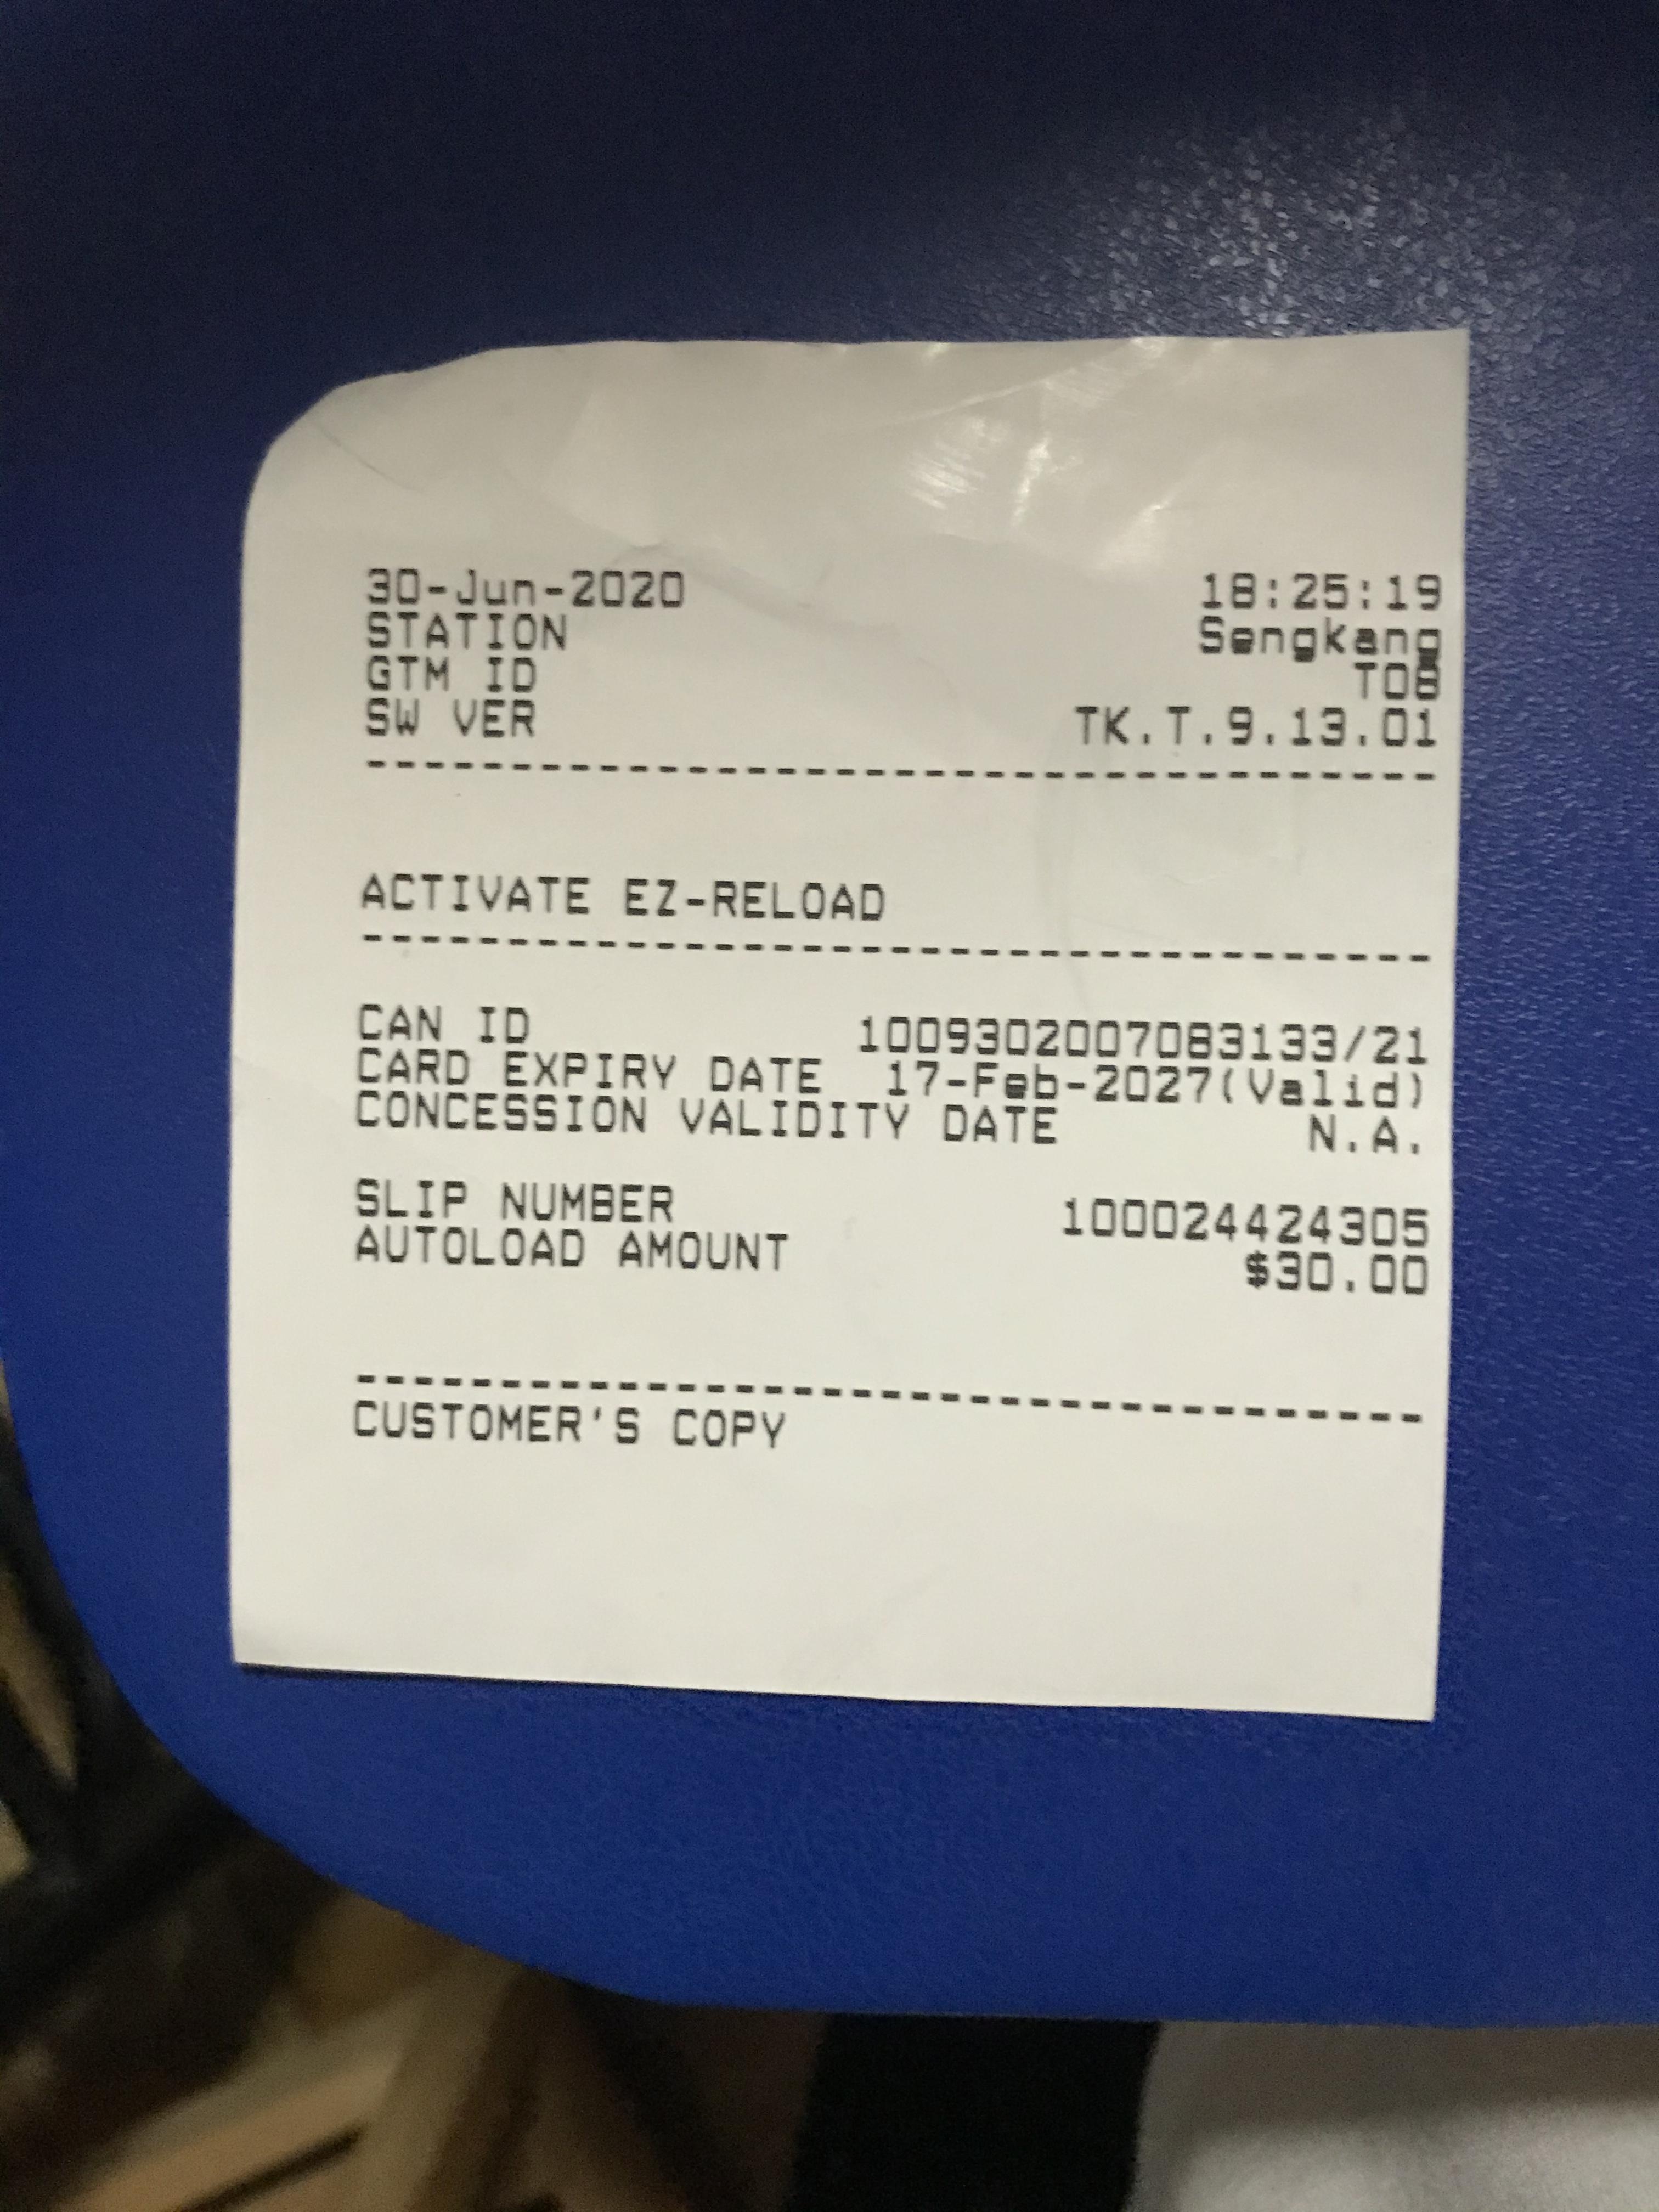 30-Jun-2020 18:25:19
STATION Sengkang
GTM ID T08
SW VER TK.T.9.13.01
-------------------------------------
ACTIVATE EZ-RELOAD
-------------------------------------
CAN ID 1009302007083133/21
CARD EXPIRY DATE 17-Feb-2027(Valid)
CONCESSION VALIDITY DATE N.A.
SLIP NUMBER 100024424305
AUTOLOAD AMOUNT $30.00
-------------------------------------
CUSTOMER'S COPY